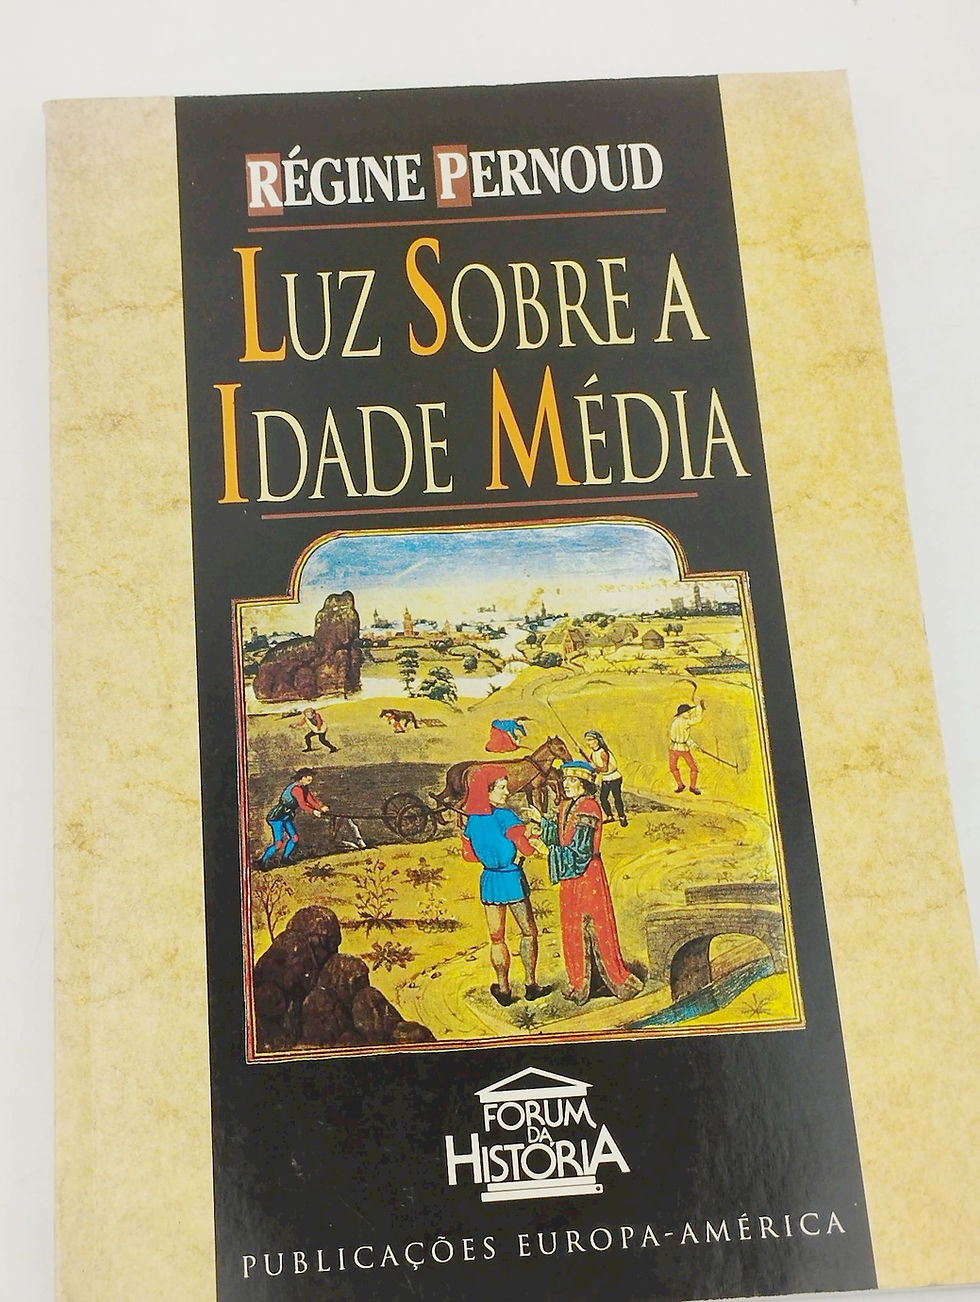 RÉGINE PERNOUD
LUZ SOBRE A
IDADE MÉDIA
FORUM
DA
HISTÓRIA
PUBLICAÇÕES EUROPA-AMÉRICA